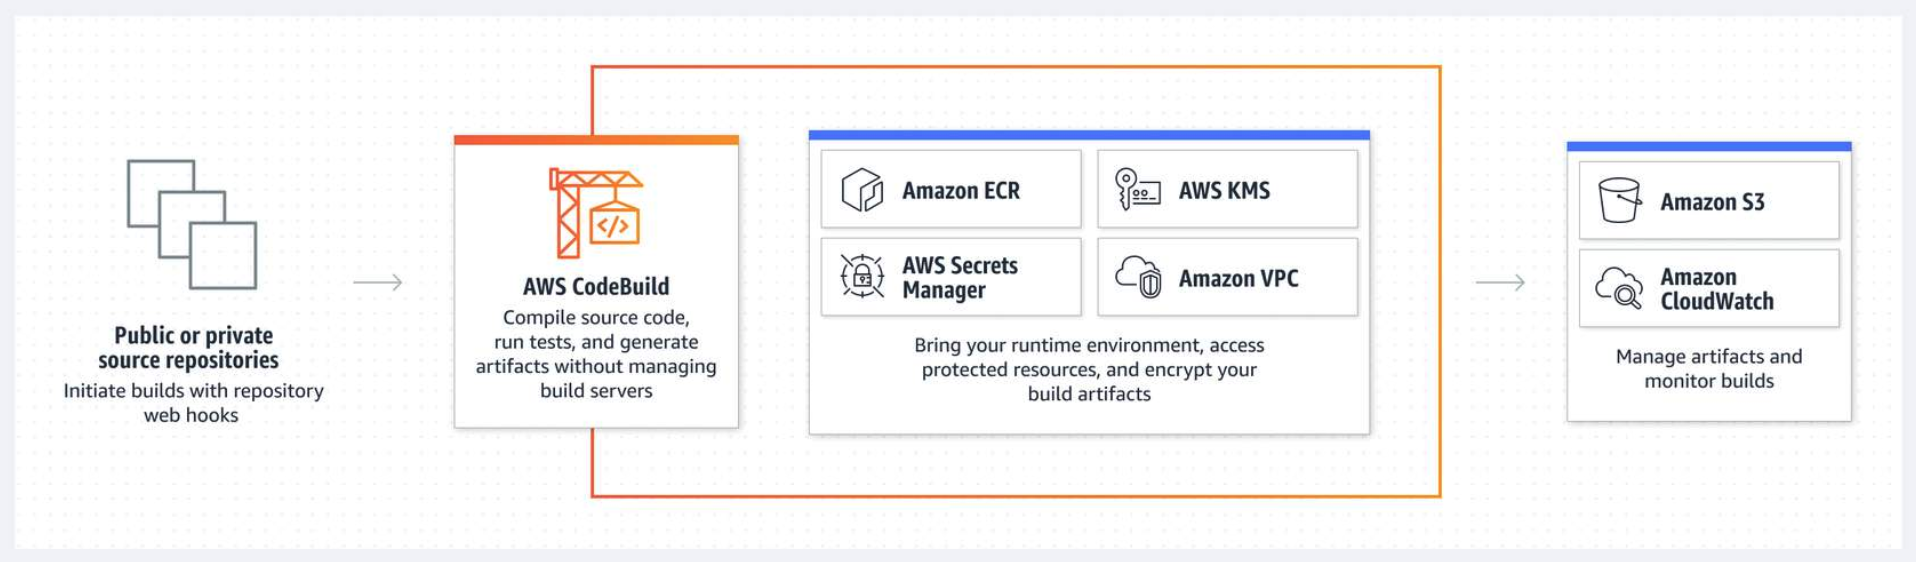 Public or private
source repositories
Initiate builds with repository
web hooks
</>
AWS CodeBuild
Compile source code,
run tests, and generate
artifacts without managing
build servers
Amazon ECR
AWS KMS
AWS Secrets
Manager
Amazon VPC
Bring your runtime environment, access
protected resources, and encrypt your
build artifacts
Amazon S3
Amazon
CloudWatch
Manage artifacts and
monitor builds